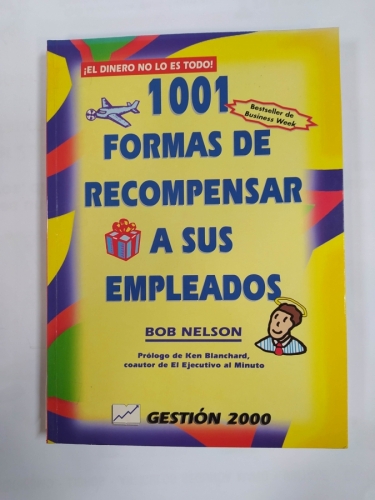 ¡EL DINERO NO LO ES TODO!
1001
Bestseller de
Business Week
FORMAS DE
RECOMPENSAR
A SUS
EMPLEADOS
BOB NELSON
Prólogo de Ken Blanchard,
coautor de El Ejecutivo al Minuto
GESTIÓN 2000